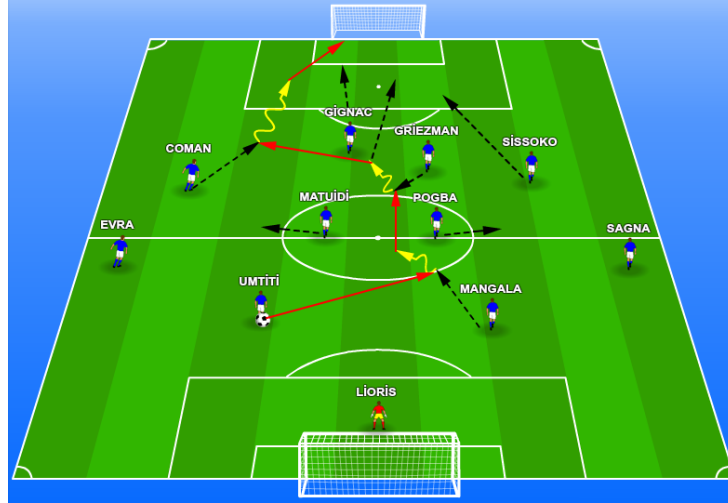 GİGNAC
GRIEZMAN
SİSSOKO
COMAN
MATUİDİ
POGBA
EVRA
SAGNA
UMTİTİ
MANGALA
LİORİS